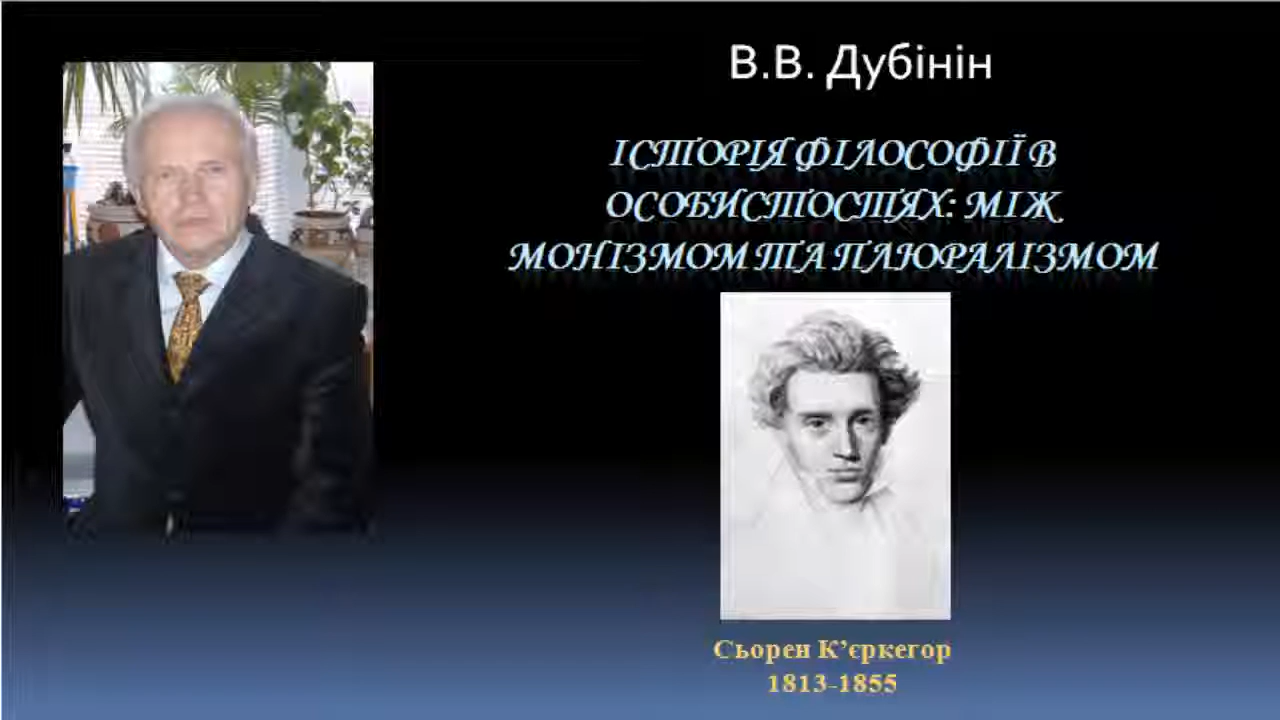 В.В. Дубінін
ІСТОРІЯ ФІЛОСОФІЇ В
ОСОБИСТОСТЯХ: МІЖ
МОНІЗМОМ ТА ПЛЮРАЛІЗМОМ
Сьорен К’єркегор
1813-1855